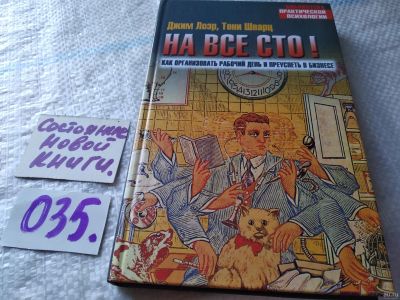 ПРАКТИЧЕСКОЙ
ПСИХОЛОГИИ
Джим Лоэр, Тони Шварц
НА ВСЕ СТО!
КАК ОРГАНИЗОВАТЬ РАБОЧИЙ ДЕНЬ И ПРЕУСПЕТЬ В БИЗНЕСЕ
Состояние
новой
книги.
035.